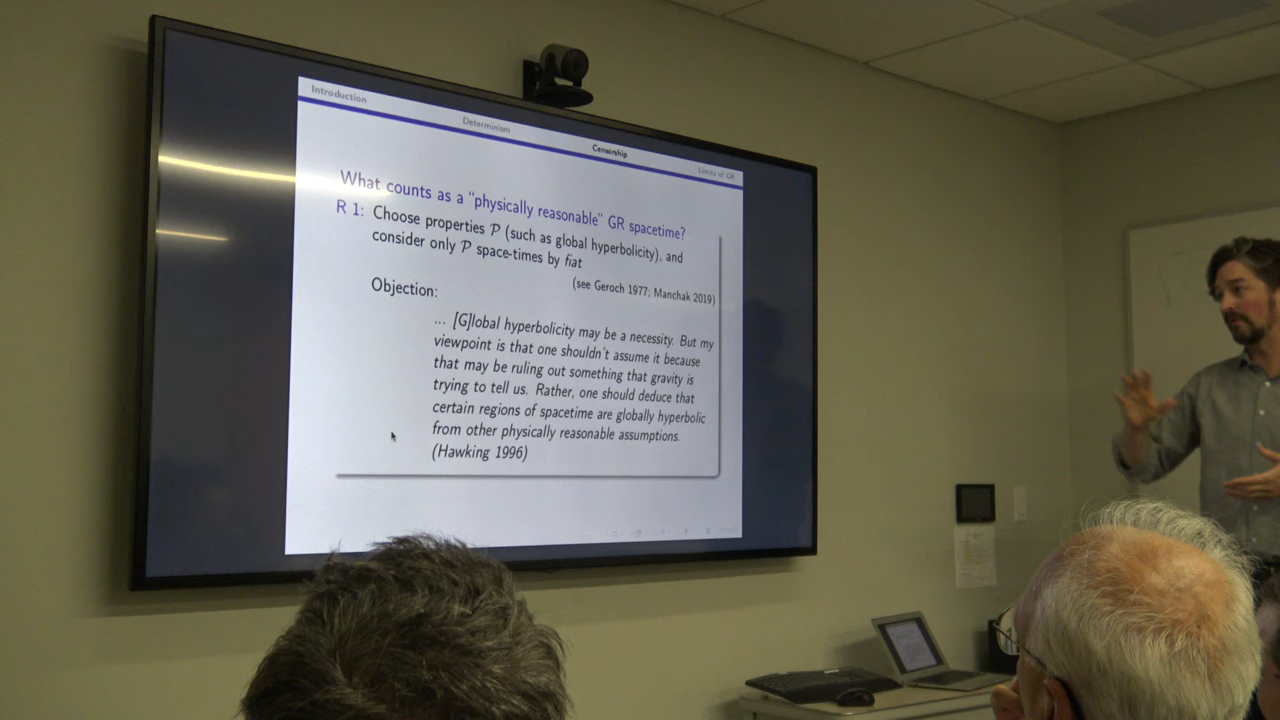 Introduction
Determinism
Censorship
Limits of GR
What counts as a "physically reasonable" GR spacetime?
R 1: Choose properties 𝒫 (such as global hyperbolicity), and
consider only 𝒫 space-times by fiat
(see Geroch 1977; Manchak 2019)
Objection:
... [G]lobal hyperbolicity may be a necessity. But my
viewpoint is that one shouldn't assume it because
that may be ruling out something that gravity is
trying to tell us. Rather, one should deduce that
certain regions of spacetime are globally hyperbolic
from other physically reasonable assumptions.
(Hawking 1996)